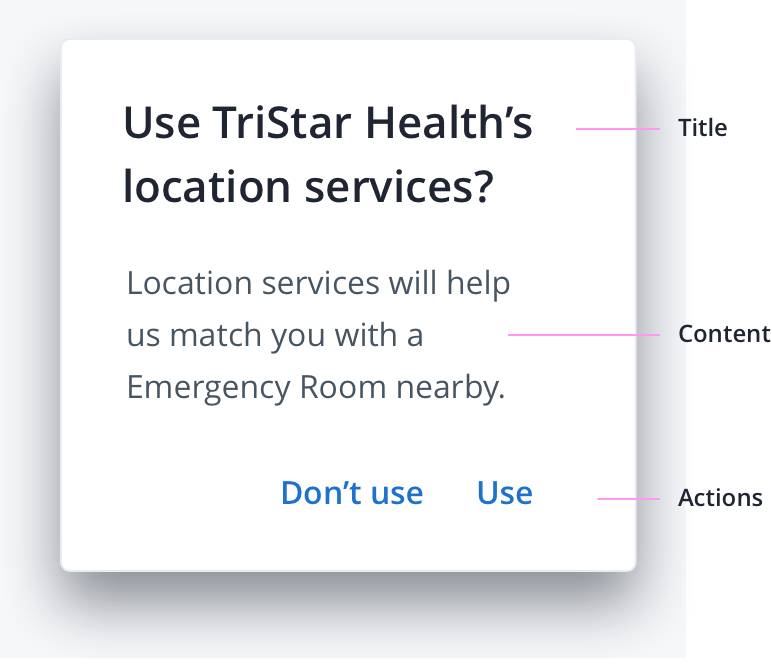 Use TriStar Health’s
location services?
Title
Location services will help
us match you with a
Emergency Room nearby.
Content
Don’t use
Use
Actions